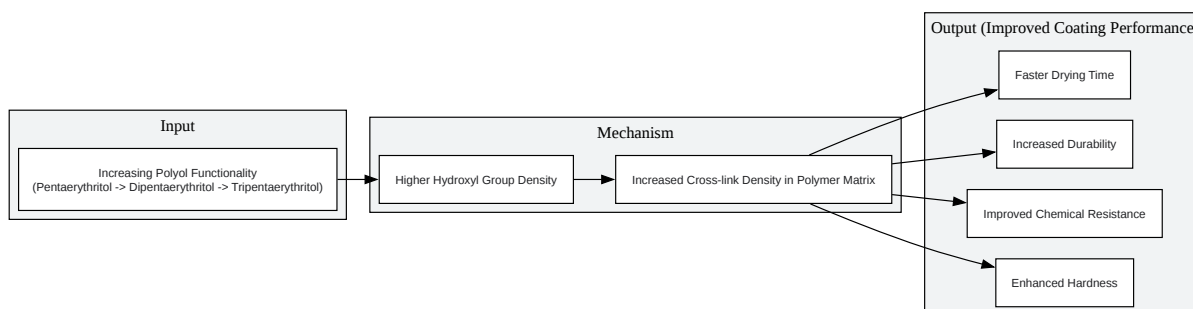 Input
Increasing Polyol Functionality
(Pentaerythritol -> Dipentaerythritol -> Tripentaerythritol)
Mechanism
Higher Hydroxyl Group Density
Increased Cross-link Density in Polymer Matrix
Output (Improved Coating Performance
Faster Drying Time
Increased Durability
Improved Chemical Resistance
Enhanced Hardness